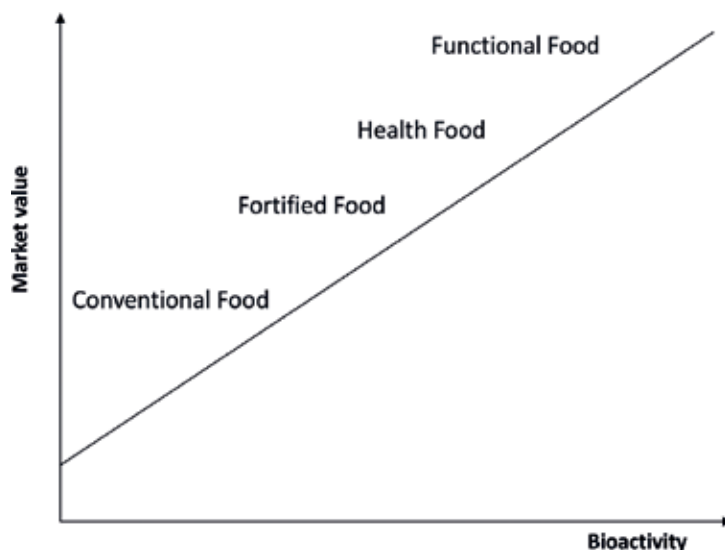 Functional Food
Health Food
Fortified Food
Conventional Food
Market value
Bioactivity